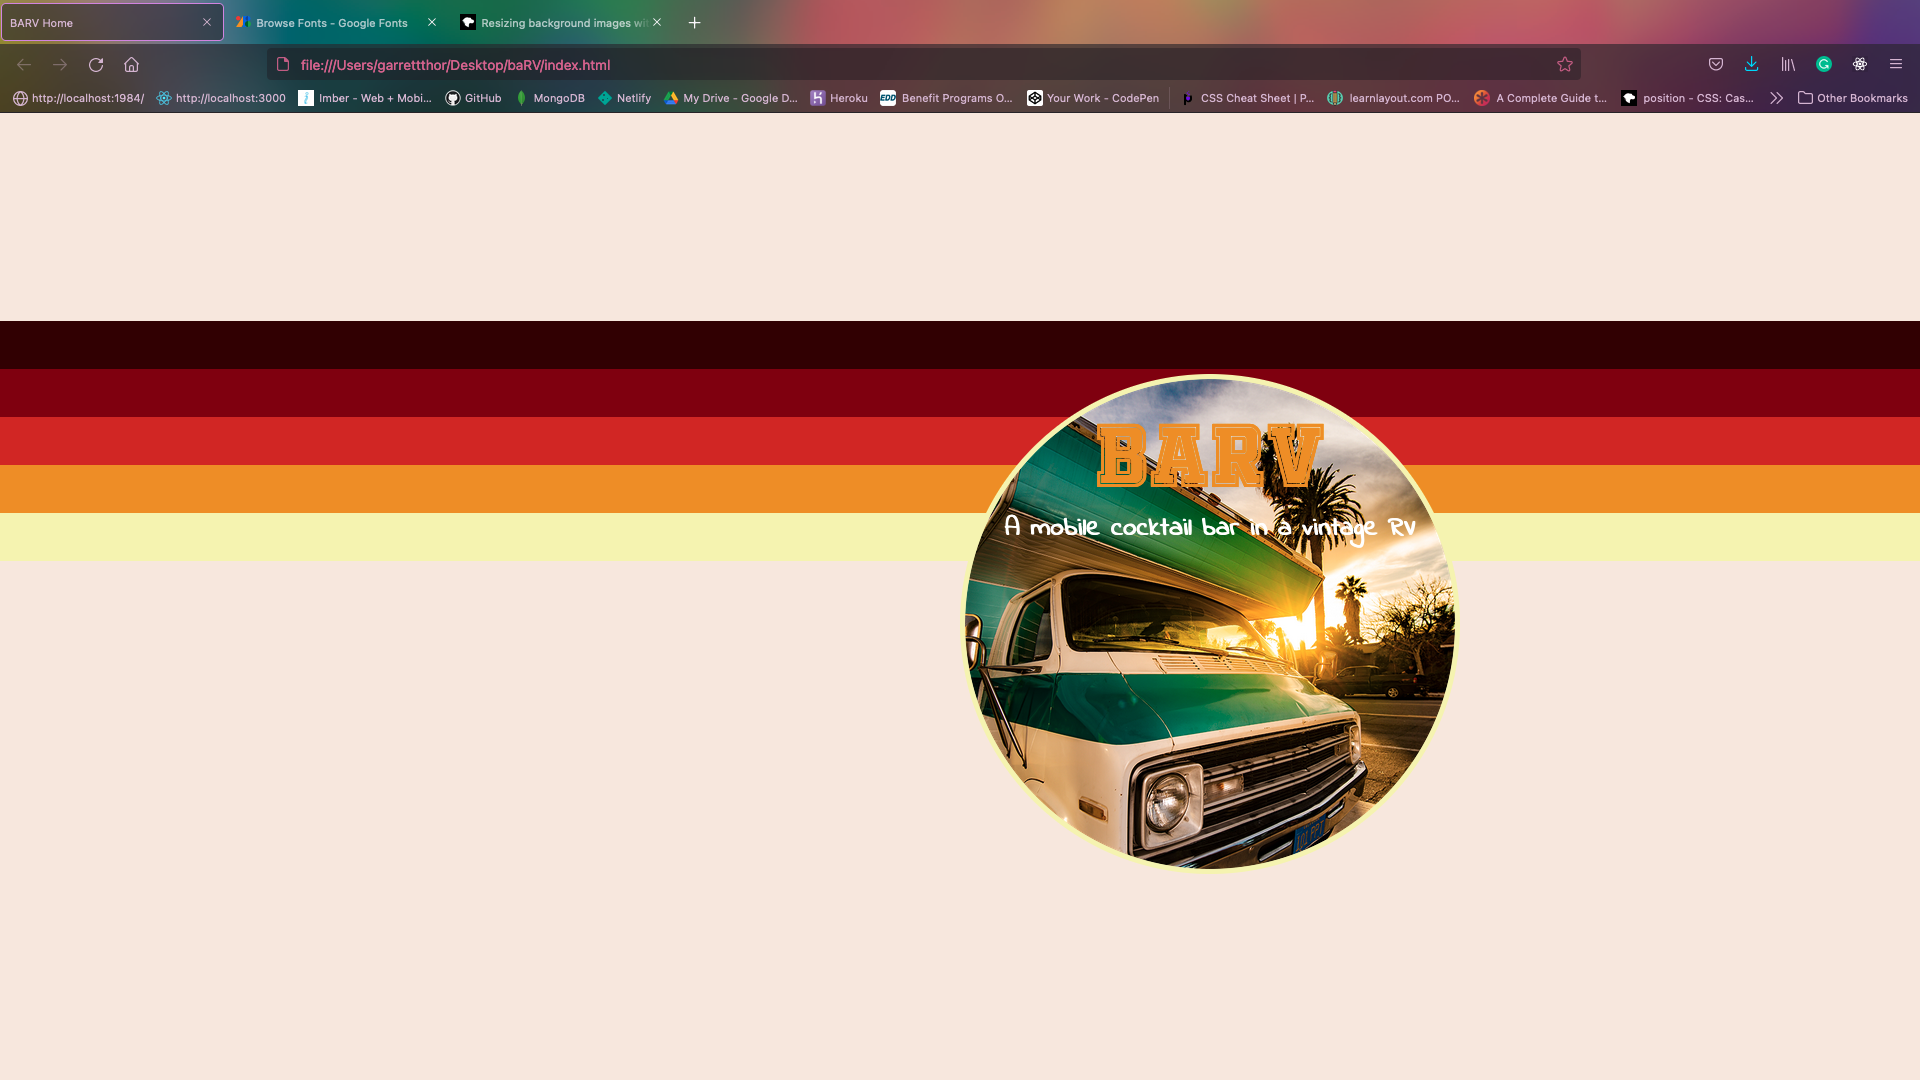 BARV Home
Browse Fonts - Google Fonts
Resizing background images wi
file:///Users/garrettthor/Desktop/baRV/index.html
http://localhost:1984/
http://localhost:3000
Imber - Web + Mobi...
GitHub
MongoDB
Netlify
My Drive - Google D...
Heroku
EDD
Benefit Programs O...
Your Work - CodePen
CSS Cheat Sheet | P...
learnlayout.com PO...
A Complete Guide t...
position - CSS: Cas...
Other Bookmarks
BARV
A mobile cocktail bar in a vintage RV